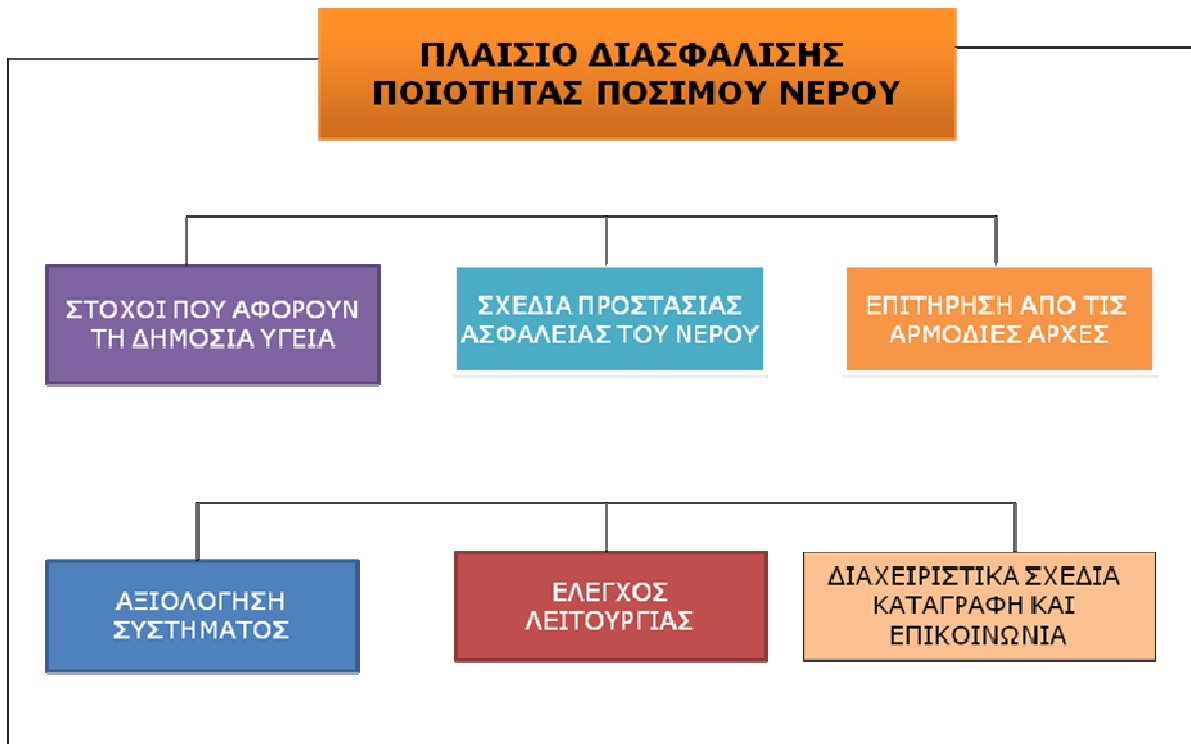 ΠΛΑΙΣΙΟ ΔΙΑΣΦΑΛΙΣΗΣ
ΠΟΙΟΤΗΤΑΣ ΠΟΣΙΜΟΥ ΝΕΡΟΥ
ΣΤΟΧΟΙ ΠΟΥ ΑΦΟΡΟΥΝ
ΤΗ ΔΗΜΟΣΙΑ ΥΓΕΙΑ
ΣΧΕΔΙΑ ΠΡΟΣΤΑΣΙΑΣ
ΑΣΦΑΛΕΙΑΣ ΤΟΥ ΝΕΡΟΥ
ΕΠΙΤΗΡΗΣΗ ΑΠΟ ΤΙΣ
ΑΡΜΟΔΙΕΣ ΑΡΧΕΣ
ΑΞΙΟΛΟΓΗΣΗ
ΣΥΣΤΗΜΑΤΟΣ
ΕΛΕΓΧΟΣ
ΛΕΙΤΟΥΡΓΙΑΣ
ΔΙΑΧΕΙΡΙΣΤΙΚΑ ΣΧΕΔΙΑ
ΚΑΤΑΓΡΑΦΗ ΚΑΙ
ΕΠΙΚΟΙΝΩΝΙΑ